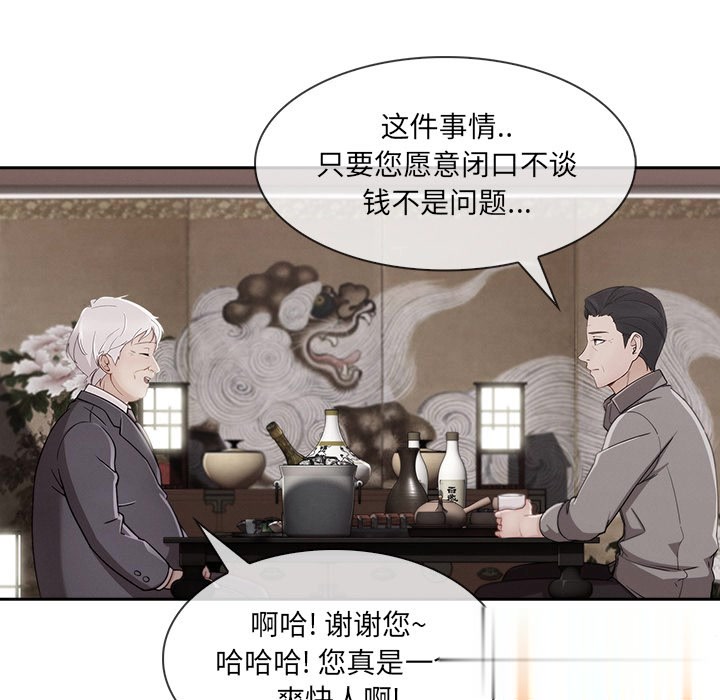 这件事情..
只要您愿意闭口不谈
钱不是问题...
啊哈! 谢谢您~
哈哈哈! 您真是一个
爽快人啊!